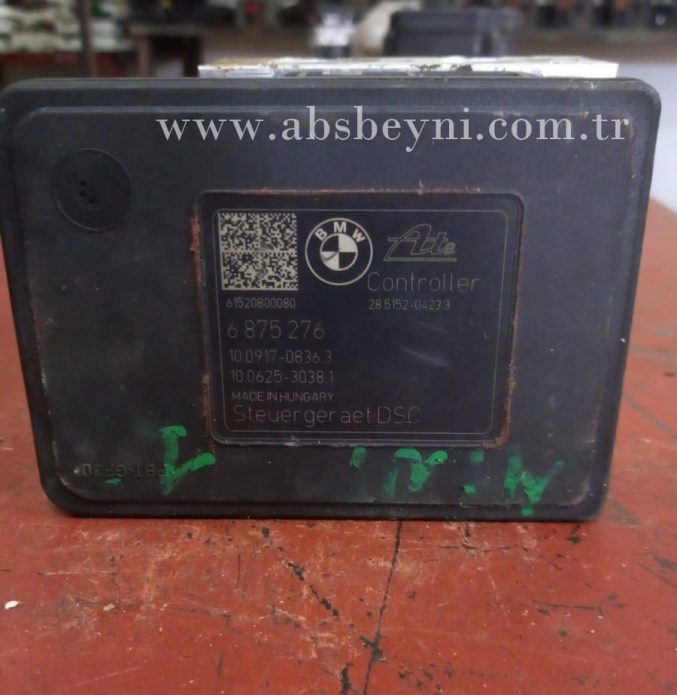 www.absbeyni.com.tr
BMW
Ate
Controller
61520800080
28.5152-0423.3
6 875 276
10.0917-0836.3
10.0625-3038.1
MADE IN HUNGARY
Steuergeraet DSC